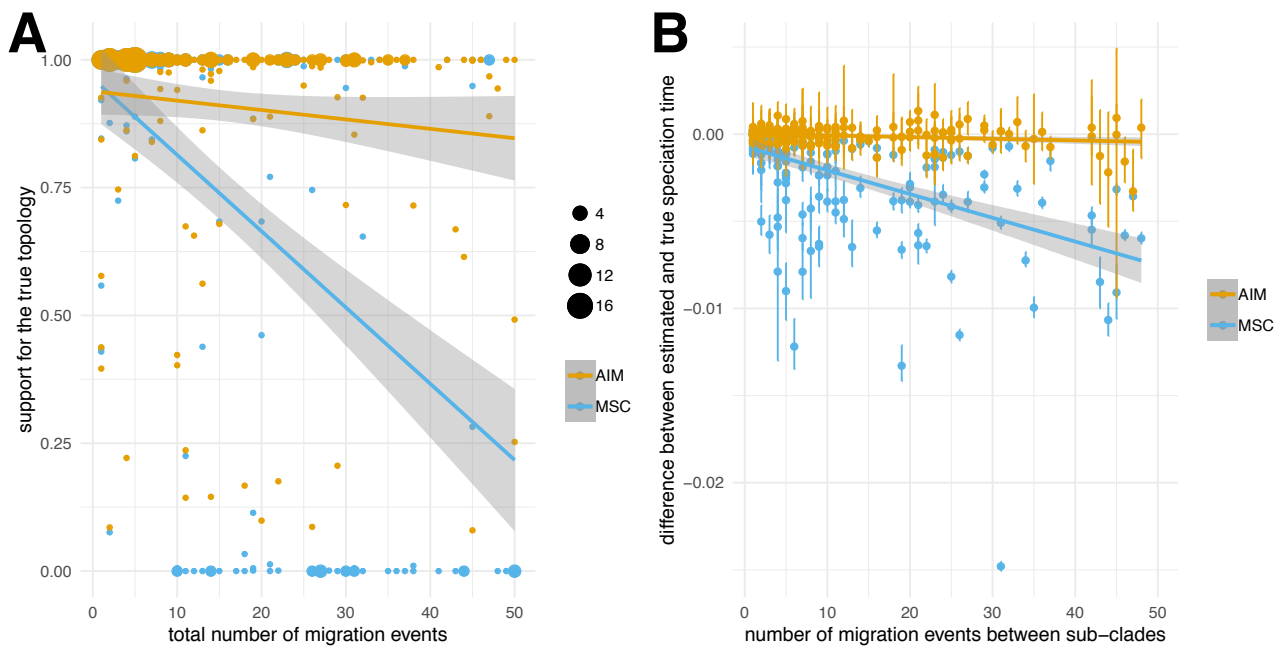 A
support for the true topology
1.00
0.75
0.50
0.25
0.00
0 10 20 30 40 50
total number of migration events
4
8
12
16
AIM
MSC
B
difference between estimated and true speciation time
0.00
−0.01
−0.02
0 10 20 30 40 50
number of migration events between sub−clades
AIM
MSC